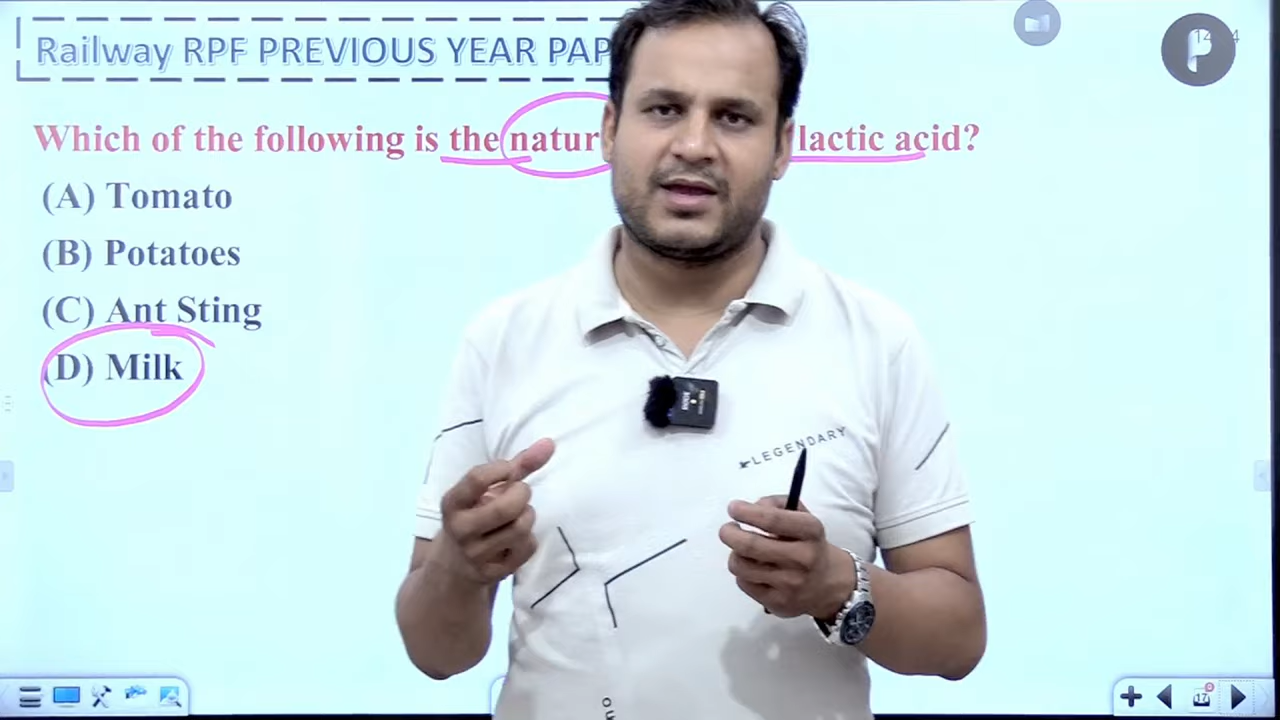 Railway RPF PREVIOUS YEAR PAP
Which of the following is the natur lactic acid?
(A) Tomato
(B) Potatoes
(C) Ant Sting
(D) Milk
LEGENDARY
17